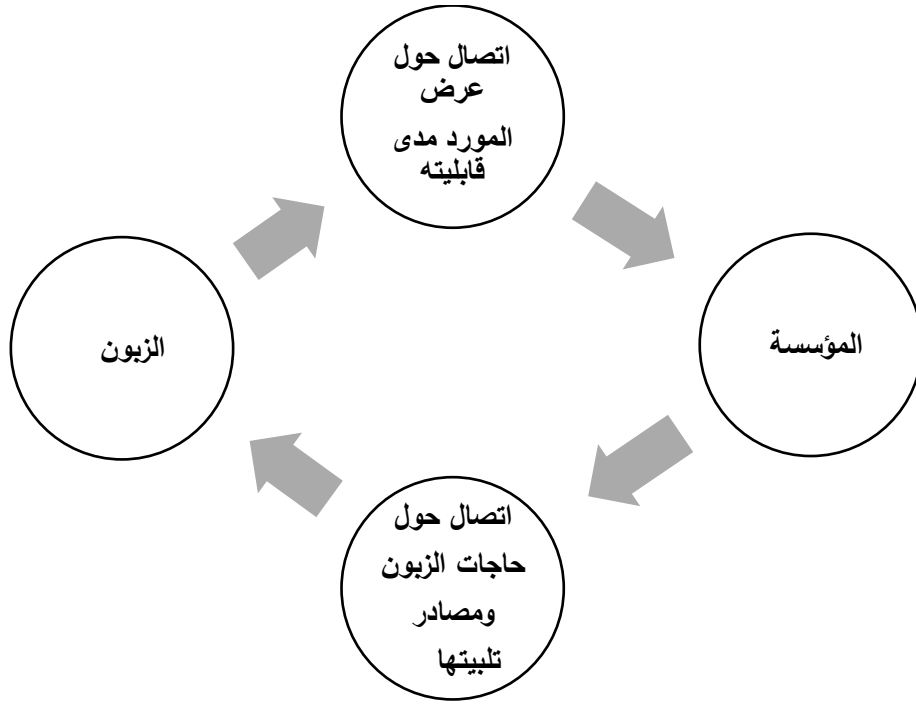 اتصال حول
عرض
المورد مدى
قابليته
المؤسسة
الزبون
اتصال حول
حاجات الزبون
ومصادر
تلبيتها